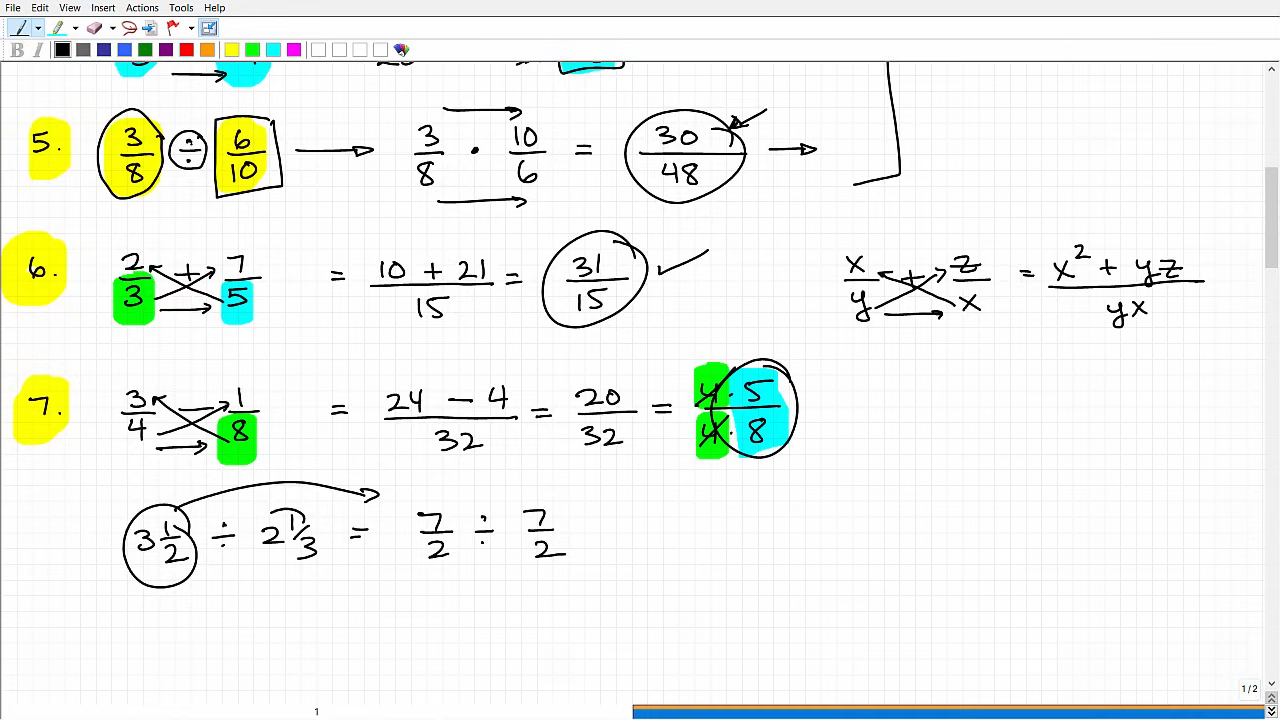 File Edit View Insert Actions Tools Help
B I
5. 3/8 ÷ 6/10 → 3/8 · 10/6 = 30/48 →
6. 2/3 + 7/5 = 10 + 21/15 = 31/15 ✓ x/y + z/x = x² + yz/yx
7. 3/4 − 1/8 = 24 − 4/32 = 20/32 = 4·5/4·8
3 1/2 ÷ 2 1/3 = 7/2 ÷ 7/2
1/2
1